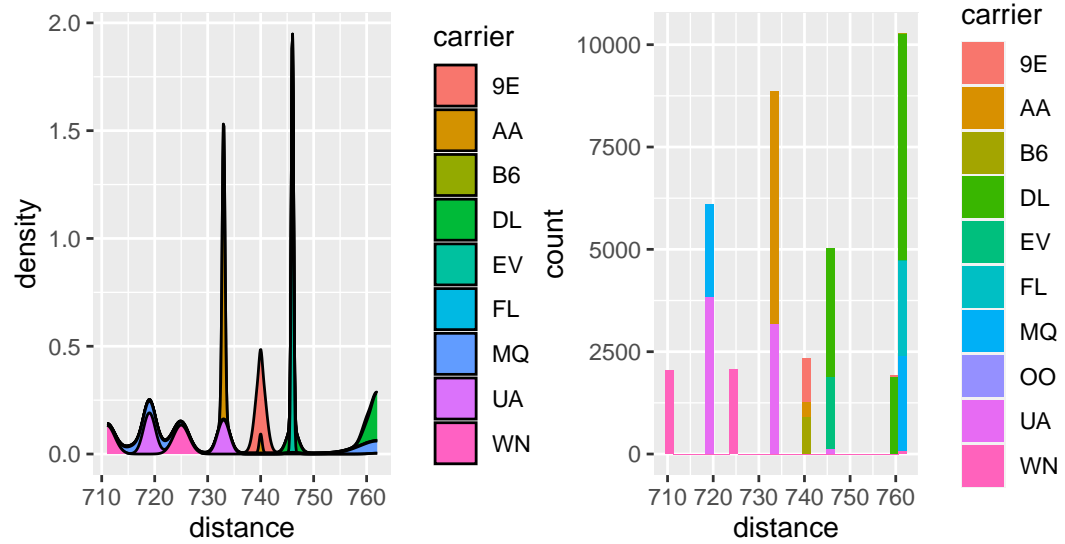 2.0
1.5
1.0
0.5
0.0
density
710 720 730 740 750 760
distance
carrier
9E
AA
B6
DL
EV
FL
MQ
UA
WN
10000
7500
5000
2500
0
count
710 720 730 740 750 760
distance
carrier
9E
AA
B6
DL
EV
FL
MQ
OO
UA
WN